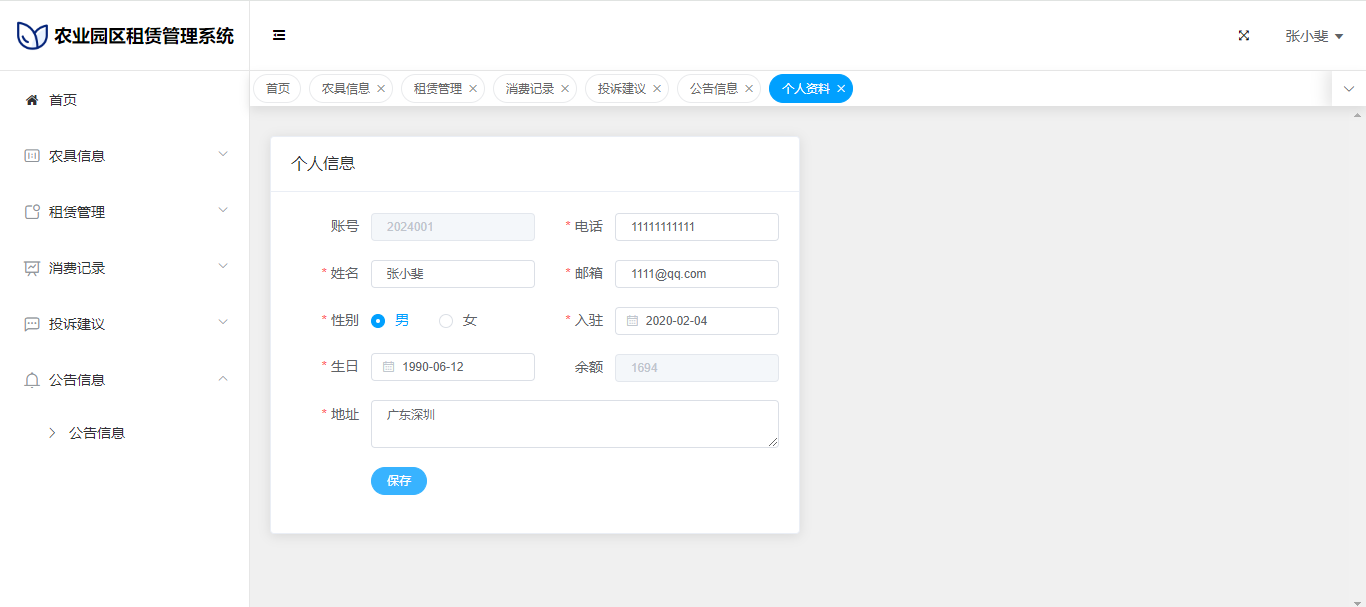 农业园区租赁管理系统
张小斐
首页
农具信息
租赁管理
消费记录
投诉建议
公告信息
公告信息
首页 农具信息 租赁管理 消费记录 投诉建议 公告信息 个人资料
个人信息
账号 2024001 * 电话 11111111111
* 姓名 张小斐 * 邮箱 1111@qq.com
* 性别 男 女 * 入驻 2020-02-04
* 生日 1990-06-12 余额 1694
* 地址 广东深圳
保存